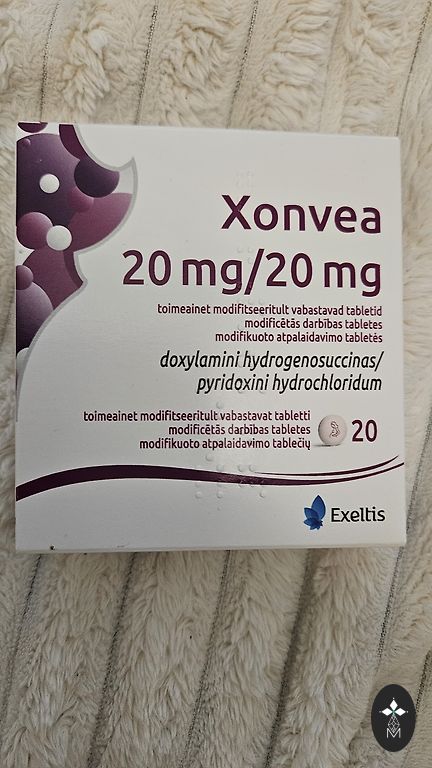 Xonvea
20 mg/20 mg
toimeainet modifitseeritult vabastavad tabletid
modificētās darbības tabletes
modifikuoto atpalaidavimo tabletės
doxylamini hydrogenosuccinas/
pyridoxini hydrochloridum
toimeainet modifitseeritult vabastavat tabletti
modificētās darbības tabletes
modifikuoto atpalaidavimo tablečių
20
Exeltis
M